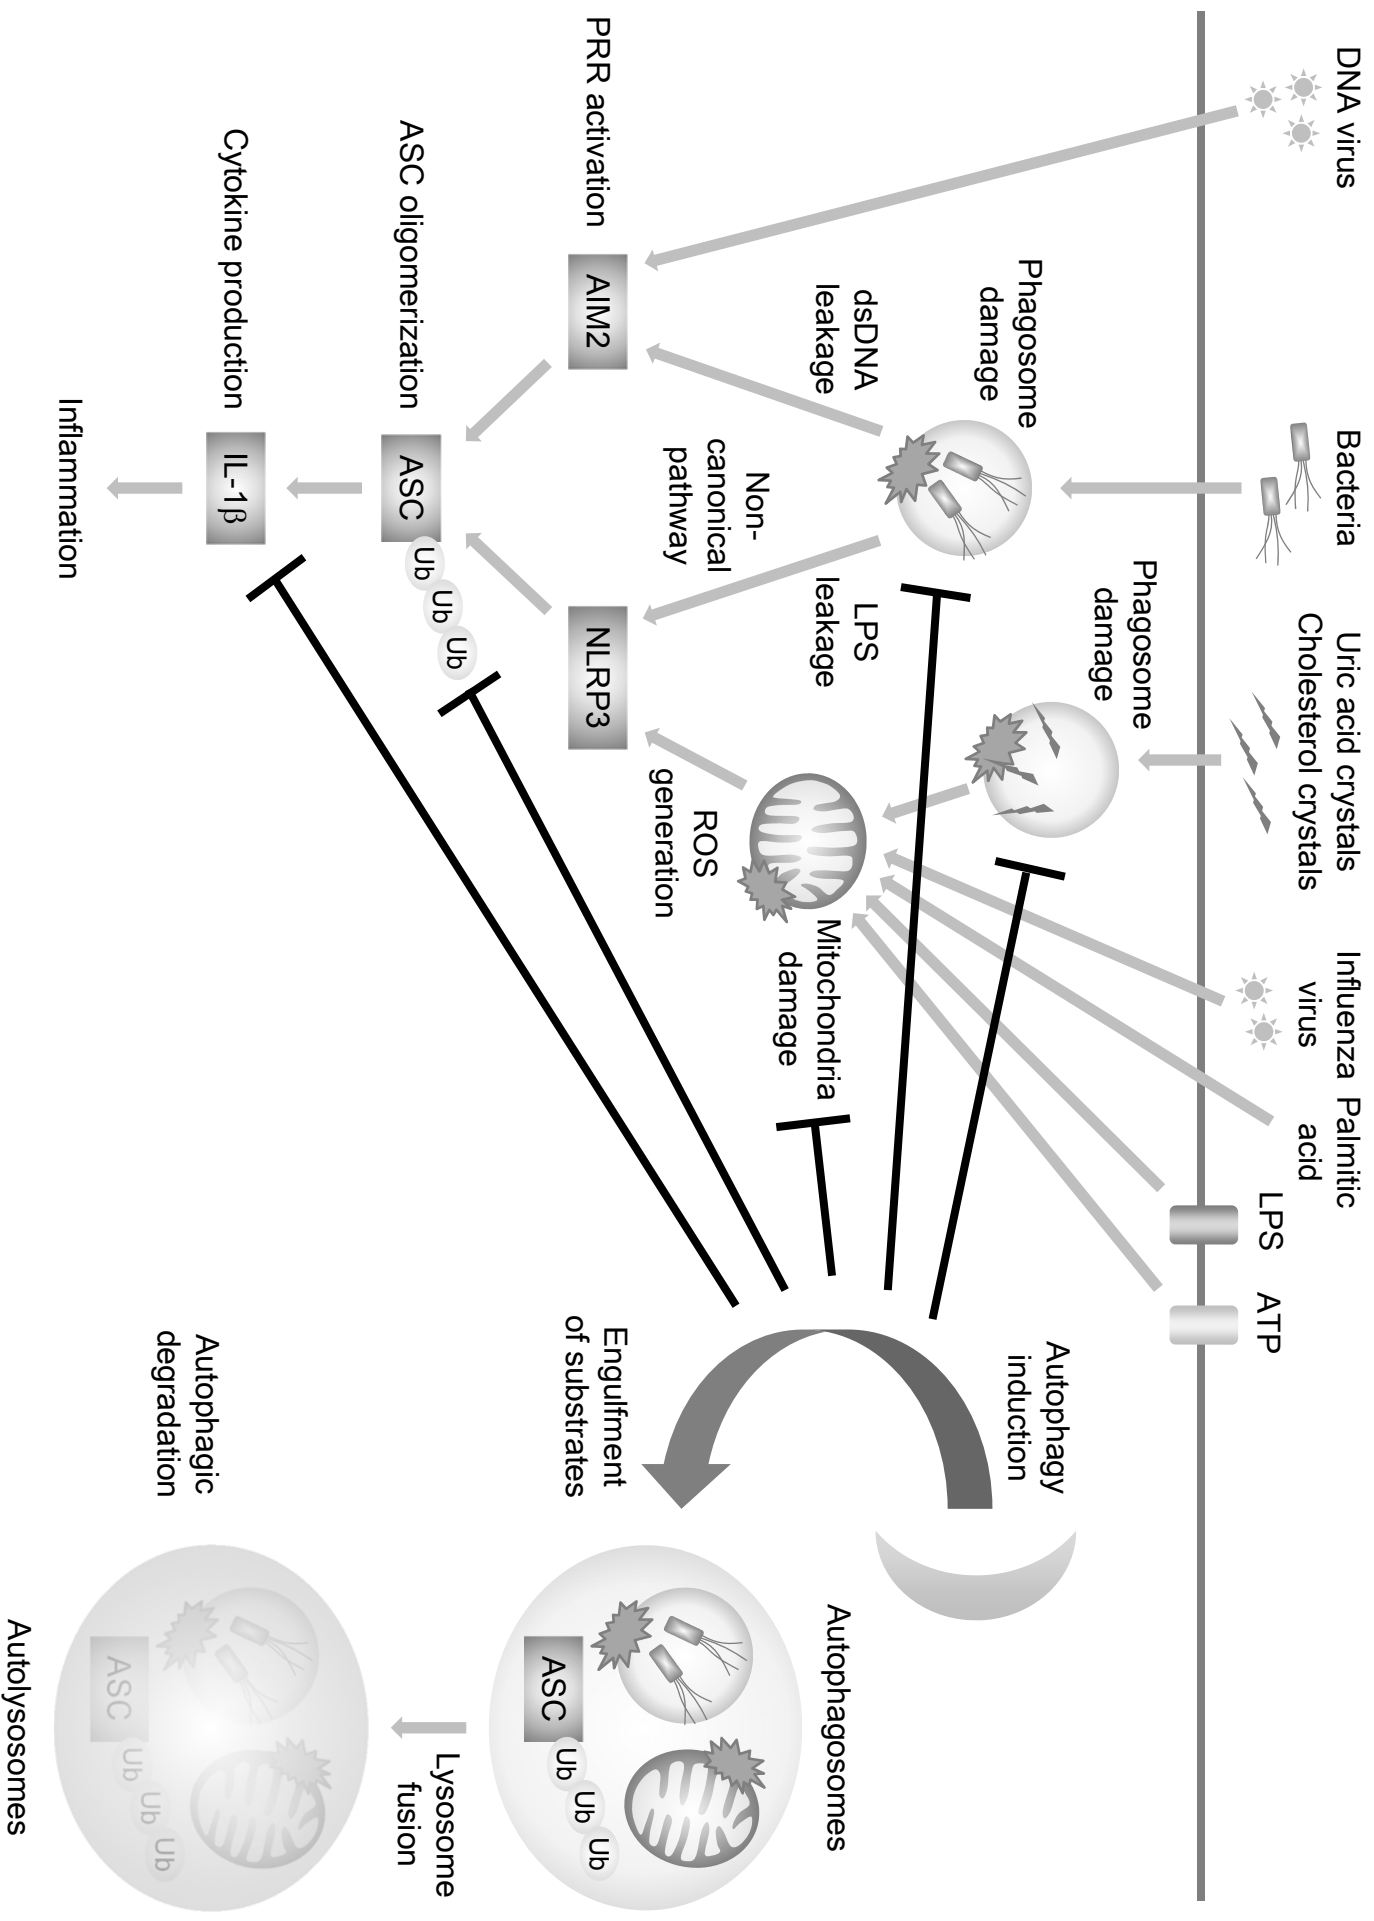 DNA virus
Bacteria
Uric acid crystals
Cholesterol crystals
Influenza
virus
Palmitic
acid
LPS
ATP
Phagosome
damage
Phagosome
damage
dsDNA
leakage
LPS
leakage
Non-
canonical
pathway
Mitochondria
damage
ROS
generation
PRR activation
AIM2
NLRP3
ASC oligomerization
ASC
Ub
Ub
Ub
Cytokine production
IL-1β
Inflammation
Autophagy
induction
Engulfment
of substrates
Autophagosomes
ASC
Ub
Ub
Ub
Lysosome
fusion
Autophagic
degradation
ASC
Ub
Ub
Ub
Autolysosomes